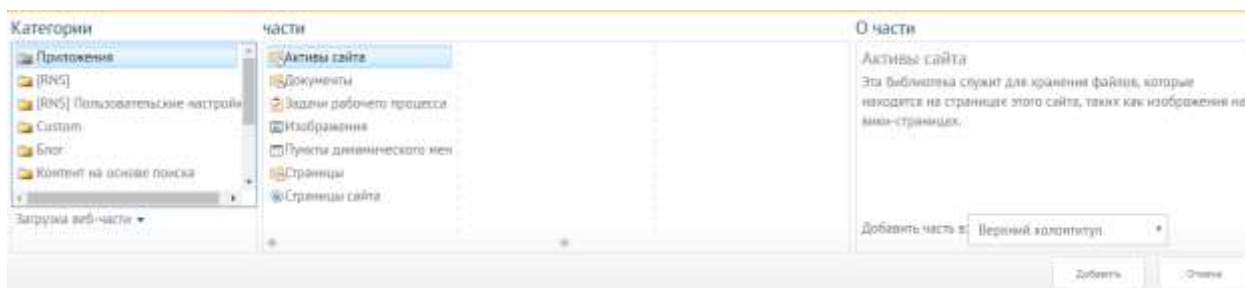 Категории
Приложения
[RNS]
[RNS] Пользовательские настройк
Custom
Блог
Контент на основе поиска
Загрузка веб-части
части
Активы сайта
Документы
Задачи рабочего процесса
Изображения
Пункты динамического мен
Страницы
Страницы сайта
О части
Активы сайта
Эта библиотека служит для хранения файлов, которые
находятся на страницах этого сайта, таких как изображения на
вики-страницах.
Добавить часть в:
Верхний колонтитул
Добавить
Отмена